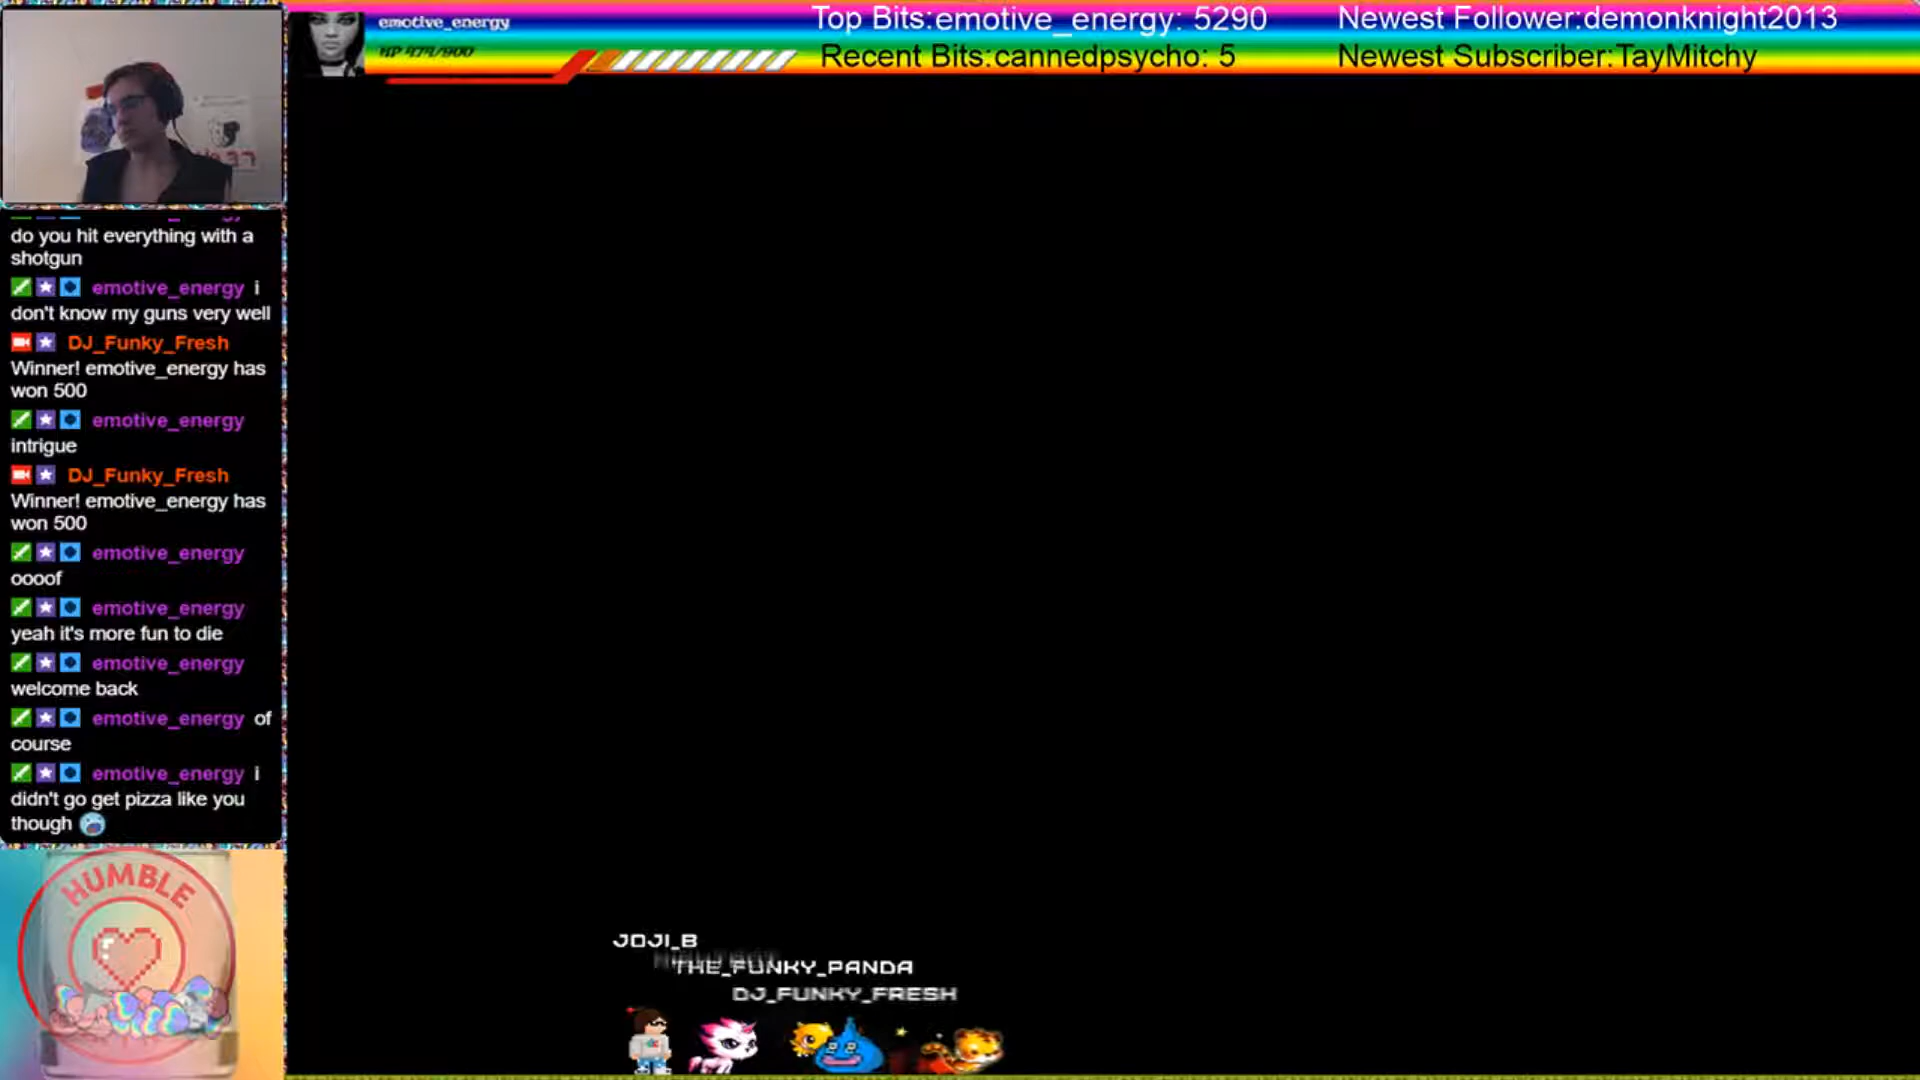 emotive_energy
HP 474/900
Top Bits:emotive_energy: 5290
Recent Bits:cannedpsycho: 5
Newest Follower:demonknight2013
Newest Subscriber:TayMitchy
do you hit everything with a
shotgun
emotive_energy i
don't know my guns very well
DJ_Funky_Fresh
Winner! emotive_energy has
won 500
emotive_energy
intrigue
DJ_Funky_Fresh
Winner! emotive_energy has
won 500
emotive_energy
oooof
emotive_energy
yeah it's more fun to die
emotive_energy
welcome back
emotive_energy of
course
emotive_energy i
didn't go get pizza like you
though
HUMBLE
JOJI_B
THE_FUNKY_PANDA
DJ_FUNKY_FRESH